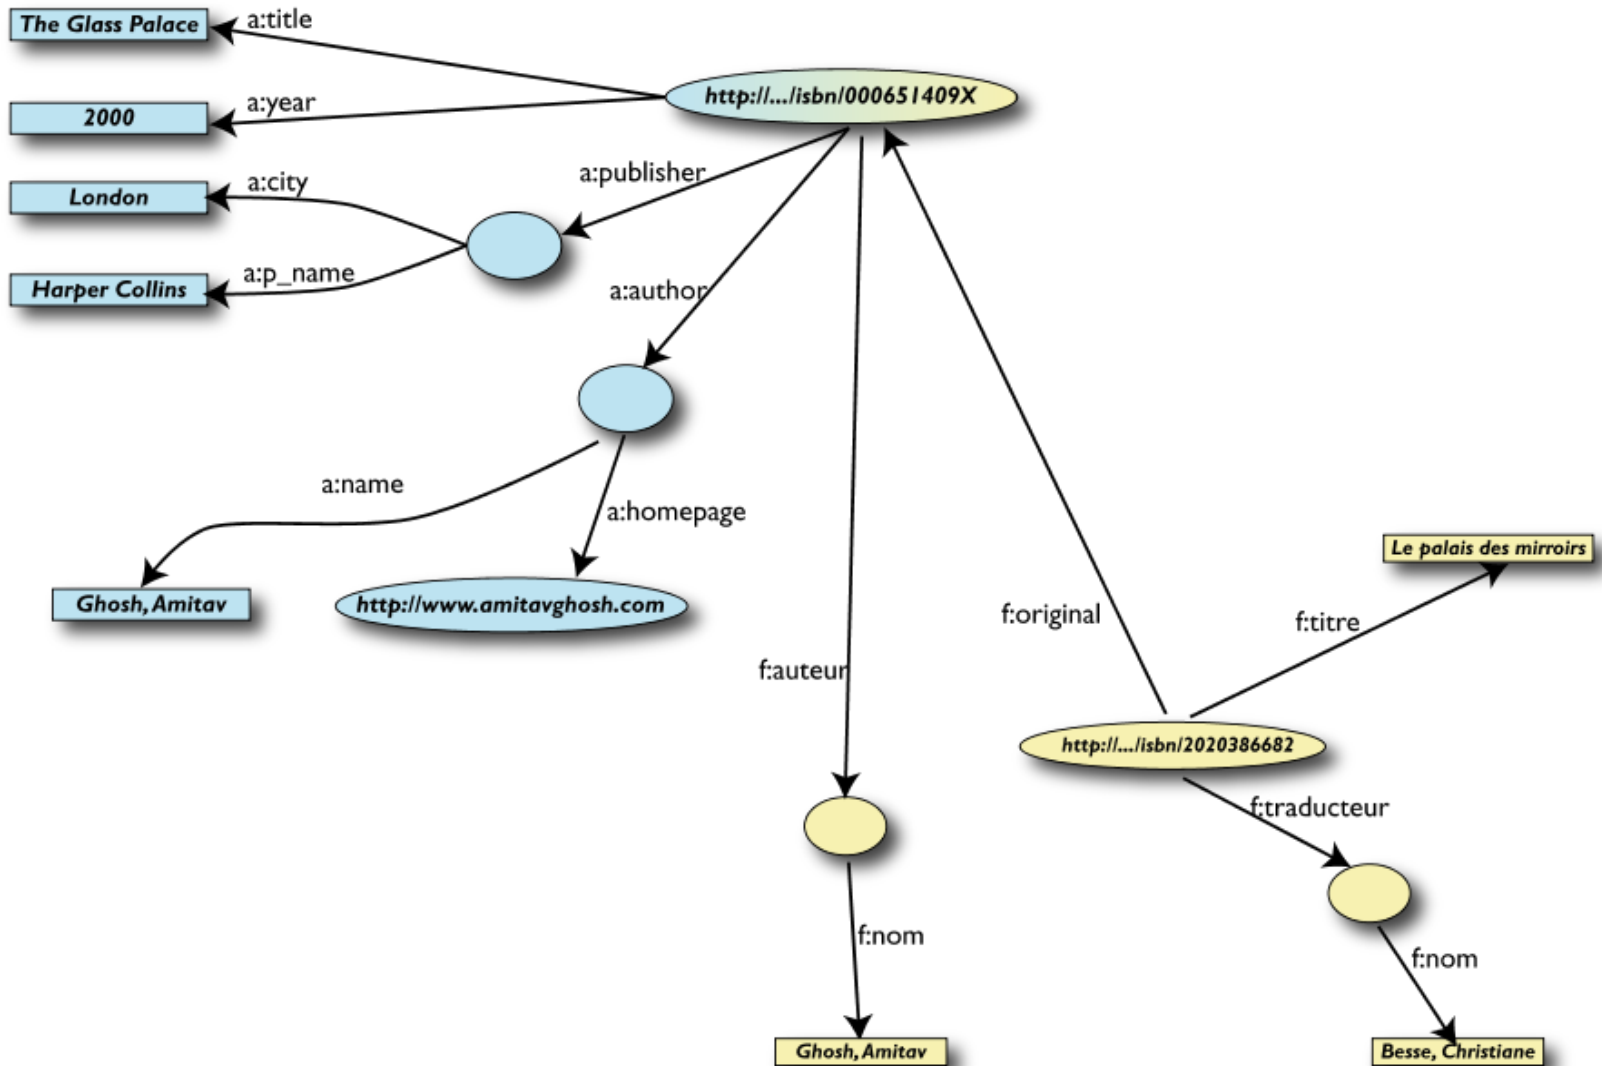 The Glass Palace
a:title
http://.../isbn/000651409X
2000
a:year
a:publisher
London
a:city
Harper Collins
a:p_name
a:author
a:name
a:homepage
Ghosh, Amitav
http://www.amitavghosh.com
Le palais des mirroirs
f:original
f:titre
f:auteur
http://.../isbn/2020386682
f:traducteur
f:nom
f:nom
Ghosh, Amitav
Besse, Christiane